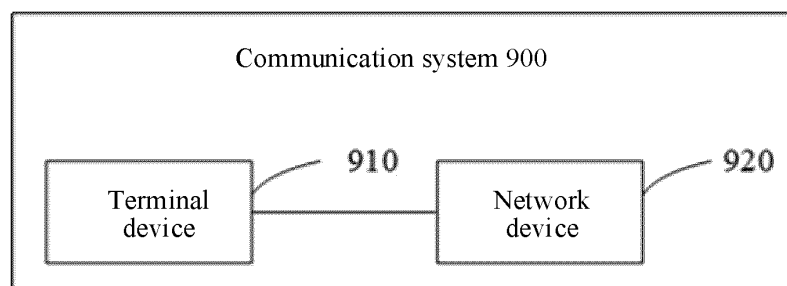 Communication system 900
910
920
Terminal
device
Network
device